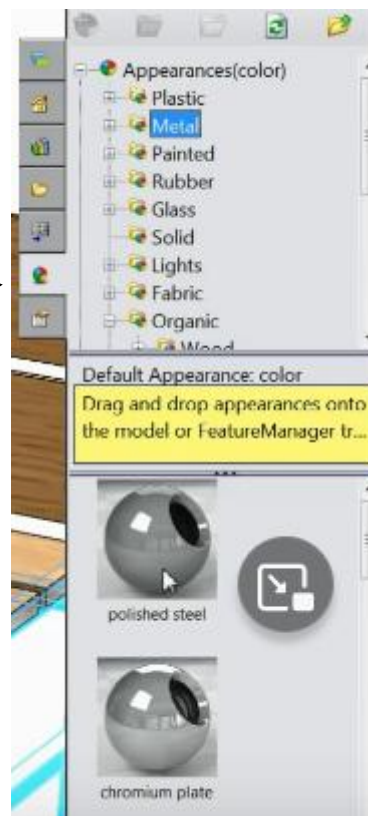 Appearances(color)
Plastic
Metal
Painted
Rubber
Glass
Solid
Lights
Fabric
Organic
Wood
Default Appearance: color
Drag and drop appearances onto
the model or FeatureManager tr...
polished steel
chromium plate